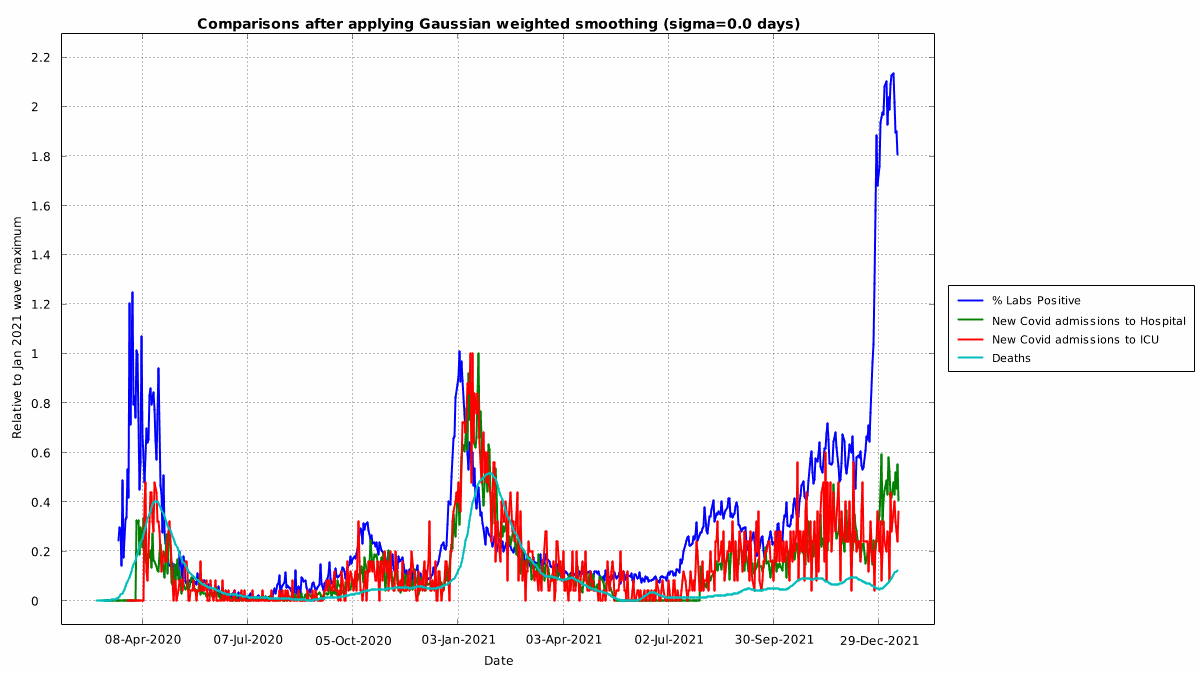 Comparisons after applying Gaussian weighted smoothing (sigma=0.0 days)
2.2
2
1.8
1.6
1.4
1.2
1
0.8
0.6
0.4
0.2
0
Relative to Jan 2021 wave maximum
08-Apr-2020 07-Jul-2020 05-Oct-2020 03-Jan-2021 03-Apr-2021 02-Jul-2021 30-Sep-2021 29-Dec-2021
Date
% Labs Positive
New Covid admissions to Hospital
New Covid admissions to ICU
Deaths